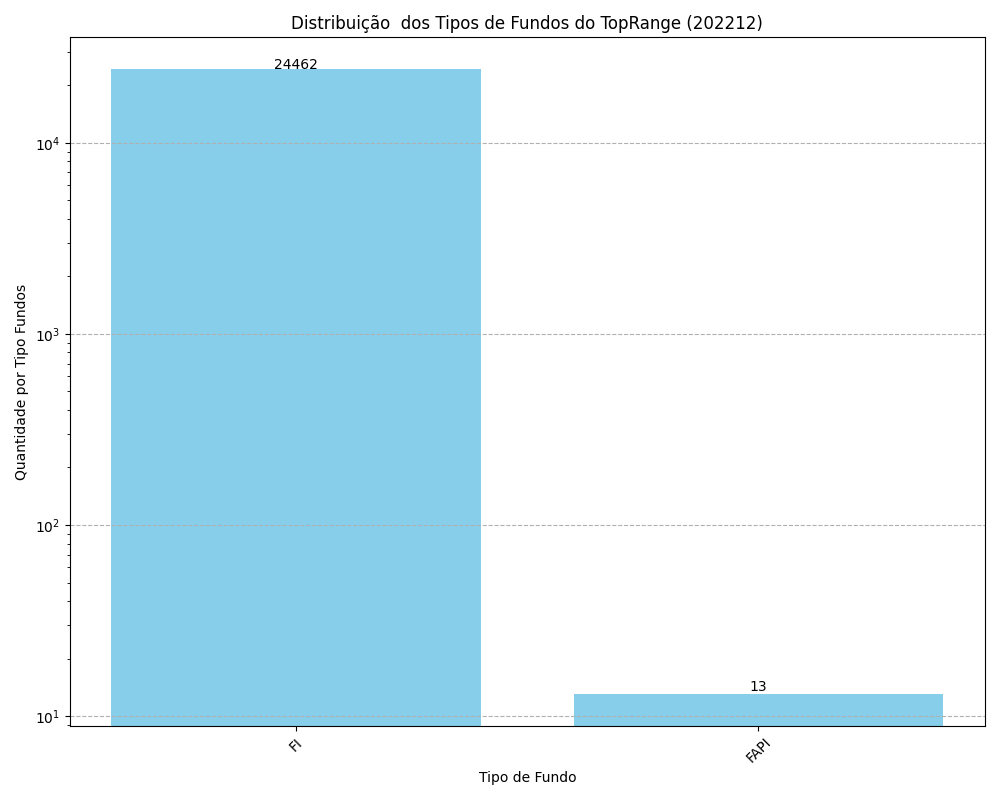 Distribuição  dos Tipos de Fundos do TopRange (202212)
24462
13
10⁴
10³
10²
10¹
Quantidade por Tipo Fundos
FI
FAPI
Tipo de Fundo